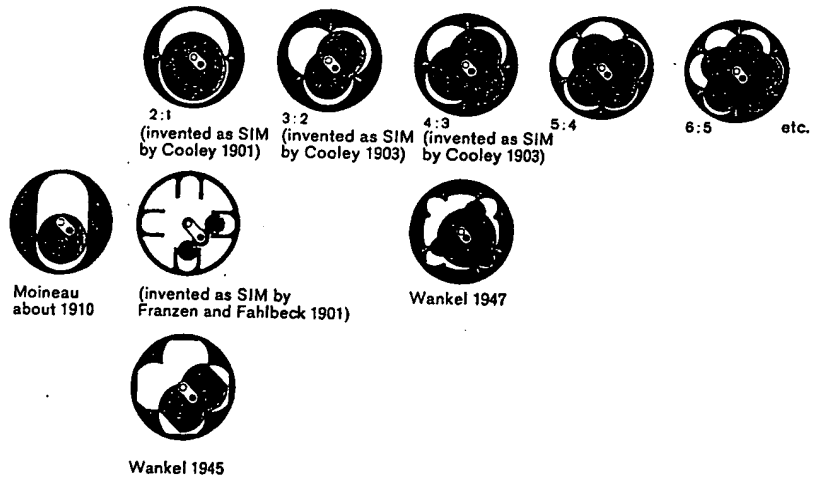 2:1
(invented as SIM
by Cooley 1901)
3:2
(invented as SIM
by Cooley 1903)
4:3
(invented as SIM
by Cooley 1903)
5:4
6:5
etc.
Moineau
about 1910
(invented as SIM by
Franzen and Fahlbeck 1901)
Wankel 1947
Wankel 1945